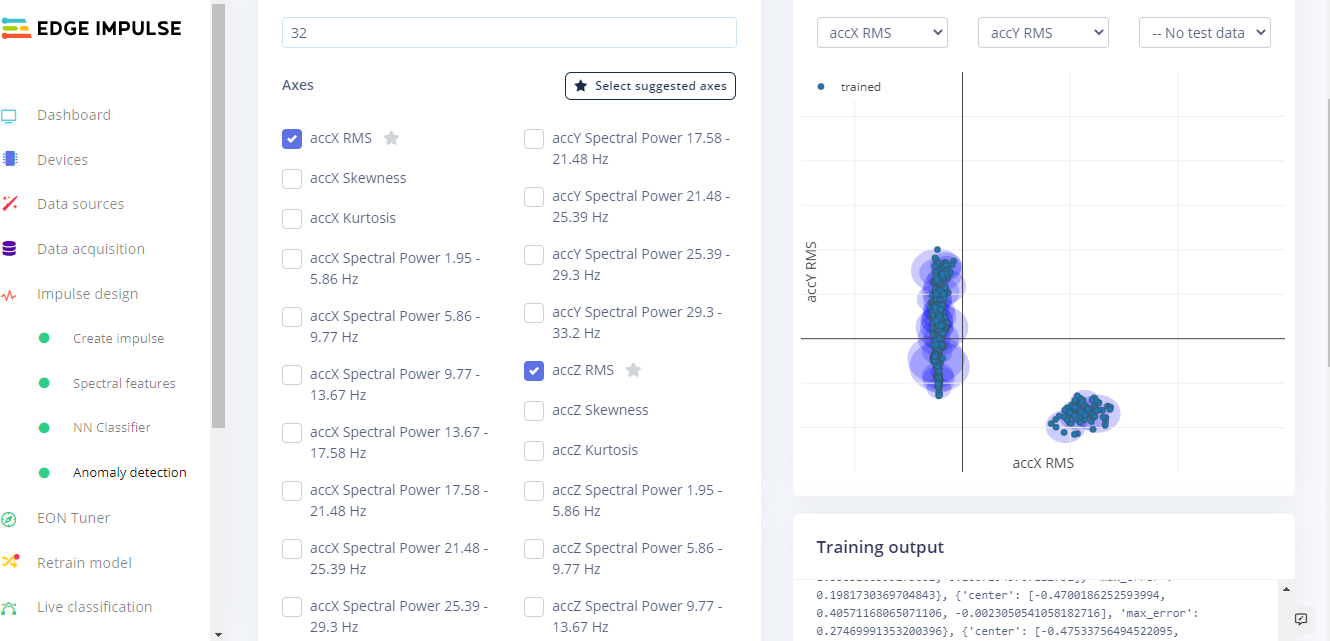 EDGE IMPULSE
Dashboard
Devices
Data sources
Data acquisition
Impulse design
Create impulse
Spectral features
NN Classifier
Anomaly detection
EON Tuner
Retrain model
Live classification
32
Axes
Select suggested axes
accX RMS
accX Skewness
accX Kurtosis
accX Spectral Power 1.95 -
5.86 Hz
accX Spectral Power 5.86 -
9.77 Hz
accX Spectral Power 9.77 -
13.67 Hz
accX Spectral Power 13.67 -
17.58 Hz
accX Spectral Power 17.58 -
21.48 Hz
accX Spectral Power 21.48 -
25.39 Hz
accX Spectral Power 25.39 -
29.3 Hz
accY Spectral Power 17.58 -
21.48 Hz
accY Spectral Power 21.48 -
25.39 Hz
accY Spectral Power 25.39 -
29.3 Hz
accY Spectral Power 29.3 -
33.2 Hz
accZ RMS
accZ Skewness
accZ Kurtosis
accZ Spectral Power 1.95 -
5.86 Hz
accZ Spectral Power 5.86 -
9.77 Hz
accZ Spectral Power 9.77 -
13.67 Hz
accX RMS
accY RMS
-- No test data
trained
accY RMS
accX RMS
Training output
0.1981730369704843}, {'center': [-0.4700186252593994,
0.40571168065071106, -0.0023050541058182716], 'max_error':
0.27469991353200396}, {'center': [-0.47533756494522095,